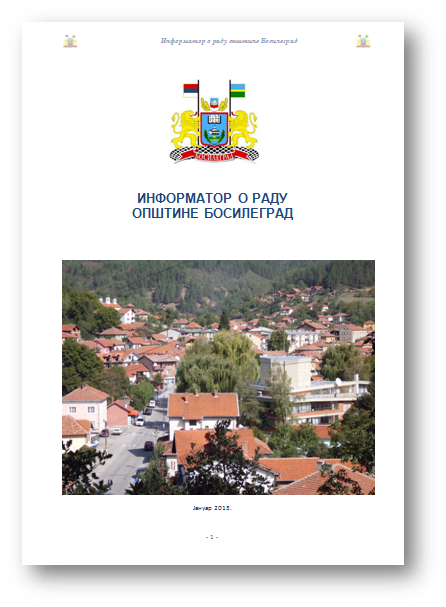 Информатор о раду општине Босилеград
БОСИЛЕГРАД
ИНФОРМАТОР О РАДУ
ОПШТИНЕ БОСИЛЕГРАД
Јануар 2015.
- 1 -